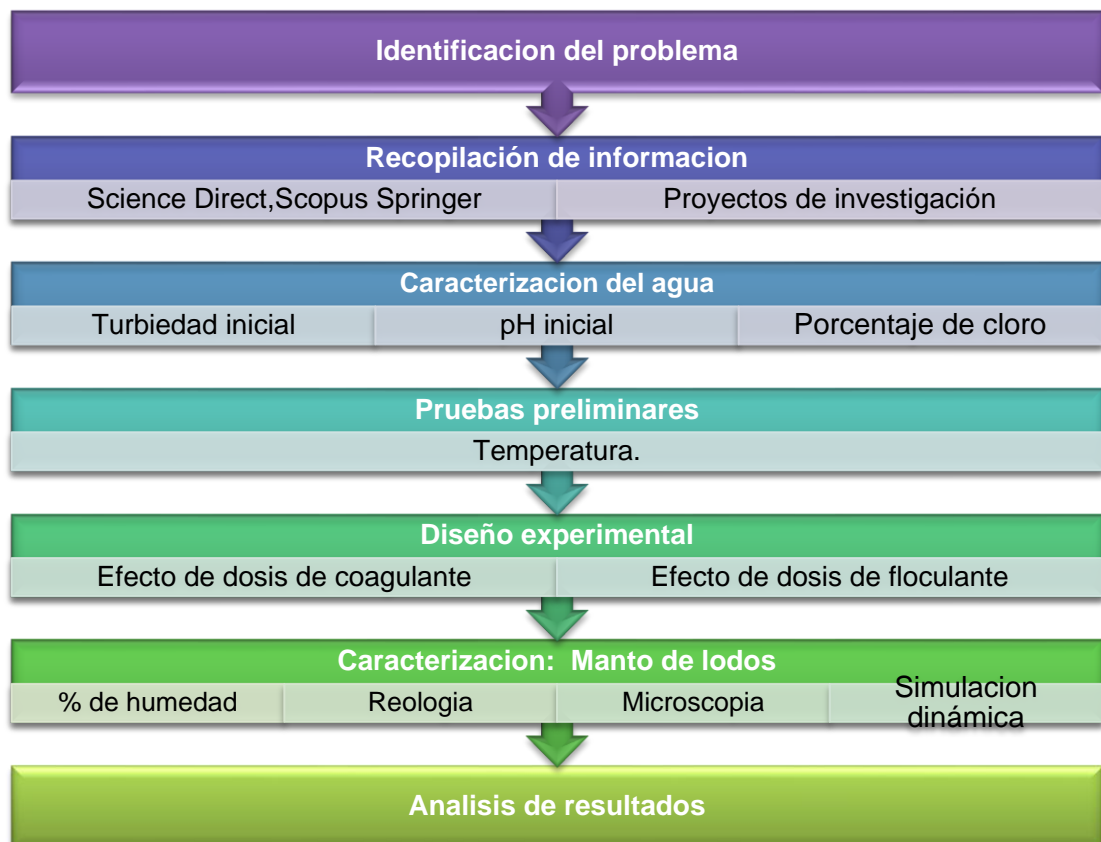 Identificacion del problema
Recopilación de informacion
Science Direct,Scopus Springer
Proyectos de investigación
Caracterizacion del agua
Turbiedad inicial
pH inicial
Porcentaje de cloro
Pruebas preliminares
Temperatura.
Diseño experimental
Efecto de dosis de coagulante
Efecto de dosis de floculante
Caracterizacion: Manto de lodos
% de humedad
Reologia
Microscopia
Simulacion
dinámica
Analisis de resultados